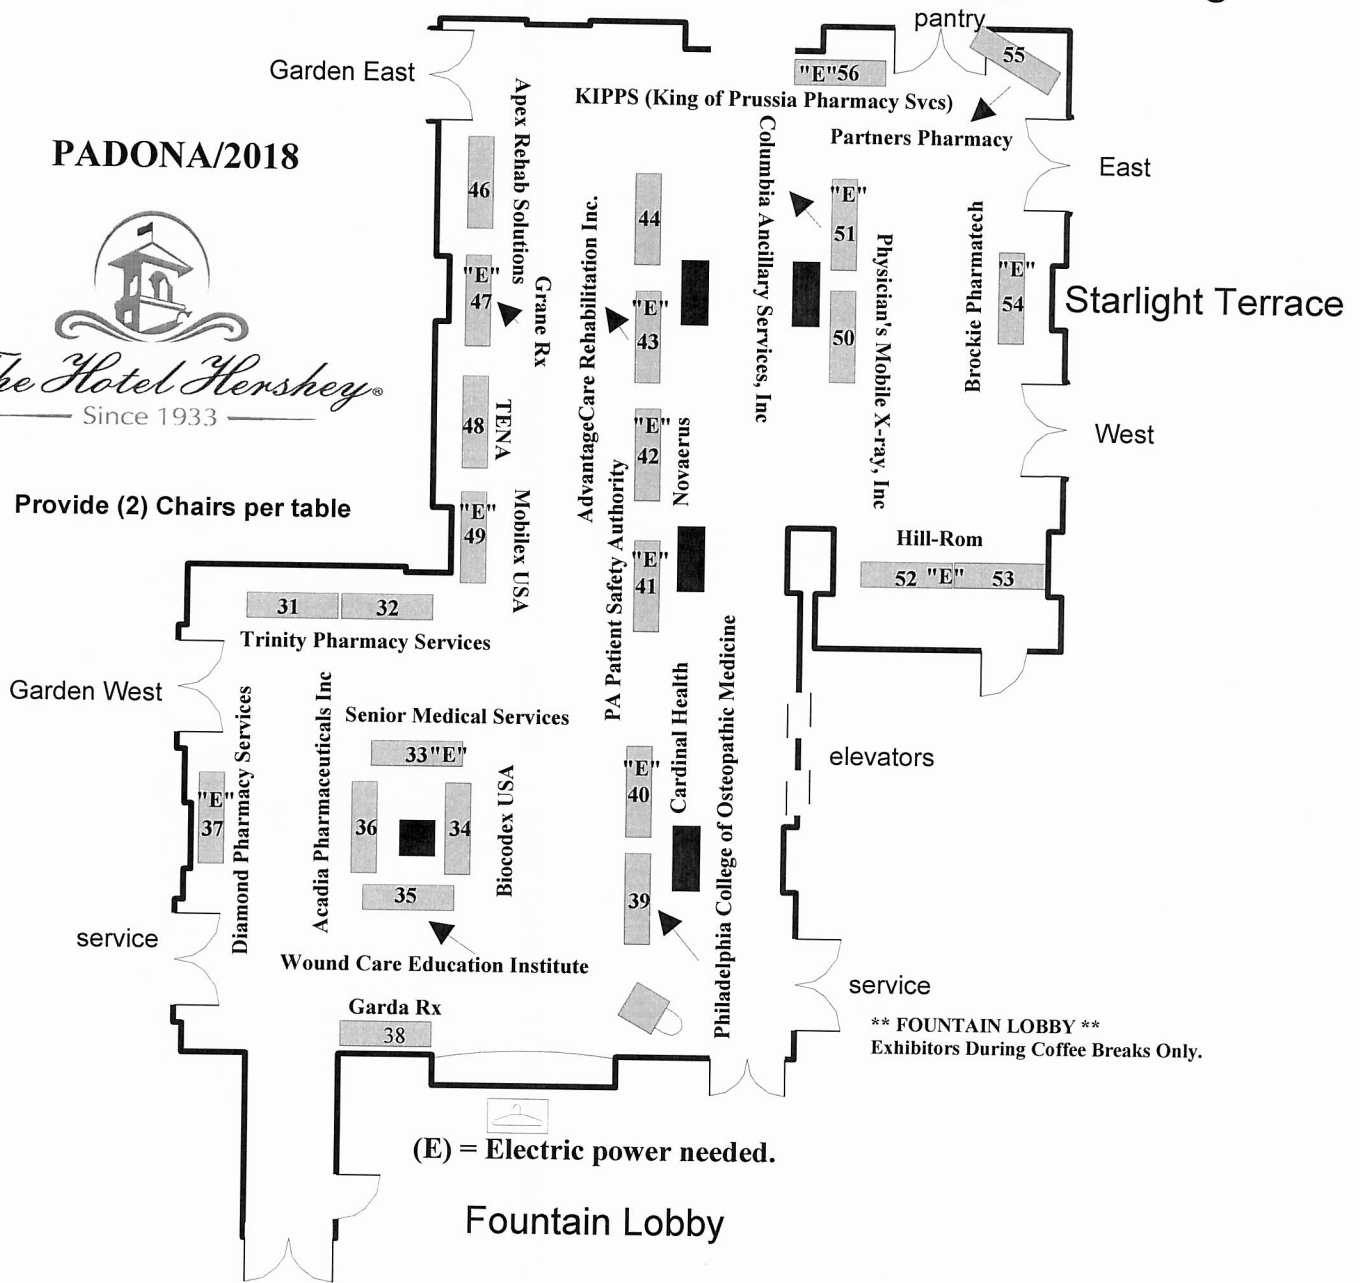 pantry
55
Garden East
"E"56
KIPPS (King of Prussia Pharmacy Svcs)
Partners Pharmacy
PADONA/2018
East
46
Apex Rehab Solutions
44
Columbia Ancillary Services, Inc
"E"
51
"E"
47
Grane Rx
AdvantageCare Rehabilitation Inc.
"E"
43
50
Physician's Mobile X-ray, Inc
Brockie Pharmatech
"E"
54
Starlight Terrace
The Hotel Hershey®
Since 1933
48
TENA
"E"
42
Novaerus
West
Provide (2) Chairs per table
"E"
49
Mobilex USA
PA Patient Safety Authority
"E"
41
Hill-Rom
52 "E" 53
31 32
Trinity Pharmacy Services
Garden West
Senior Medical Services
33"E"
Diamond Pharmacy Services
"E"
37
Acadia Pharmaceuticals Inc
36
34
Biocodex USA
35
"E"
40
Cardinal Health
39
Philadelphia College of Osteopathic Medicine
elevators
service
Wound Care Education Institute
Garda Rx
38
service
** FOUNTAIN LOBBY **
Exhibitors During Coffee Breaks Only.
(E) = Electric power needed.
Fountain Lobby